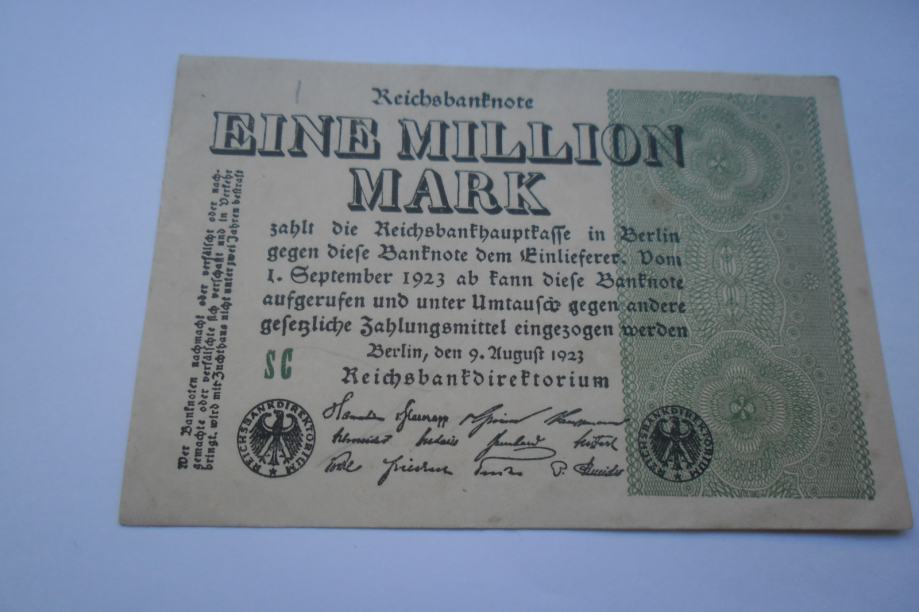 Reichsbanknote
EINE MILLION
MARK
zahlt die Reichsbankhauptkasse in Berlin
gegen diese Banknote dem Einlieferer. Vom
1. September 1923 ab kann diese Banknote
aufgerufen und unter Umtausch gegen andere
gesetzliche Zahlungsmittel eingezogen werden
Berlin, den 9. August 1923
Reichsbankdirektorium
SC
Wer Banknoten nachmacht oder verfälscht oder nach-
gemachte oder verfälschte sich verschafft und in Verkehr
bringt, wird mit Zuchthaus nicht unter zwei Jahren bestraft
REICHSBANKDIREKTORIUM
REICHSBANKDIREKTORIUM